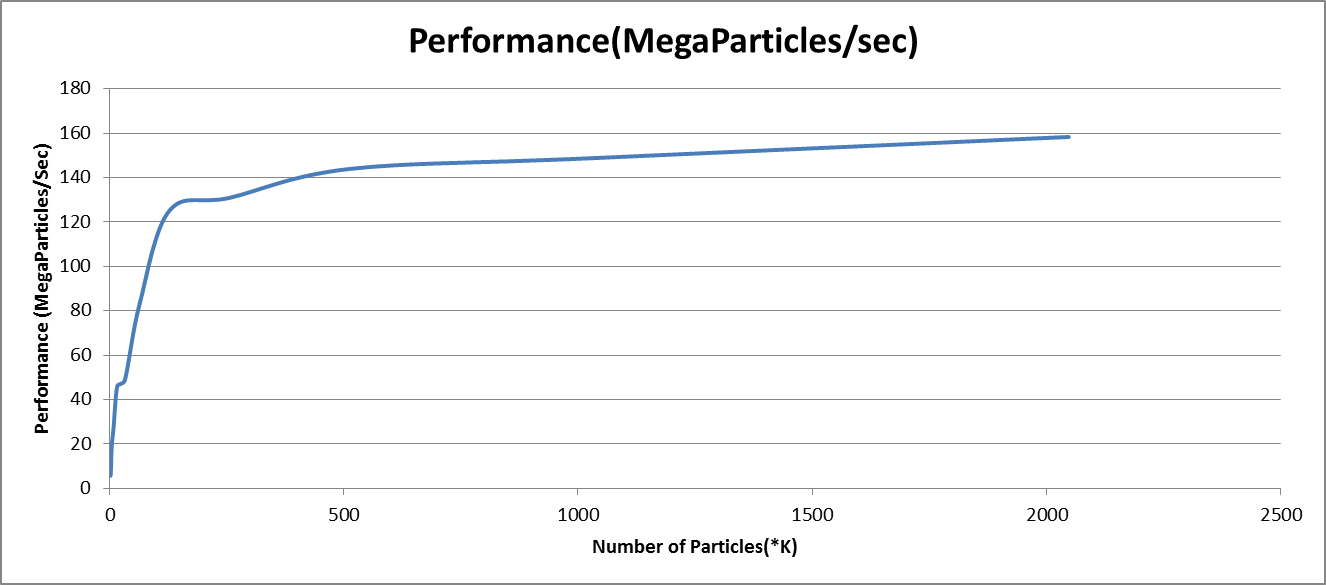 Performance(MegaParticles/sec)
Performance (MegaParticles/Sec)
180
160
140
120
100
80
60
40
20
0
0 500 1000 1500 2000 2500
Number of Particles(*K)